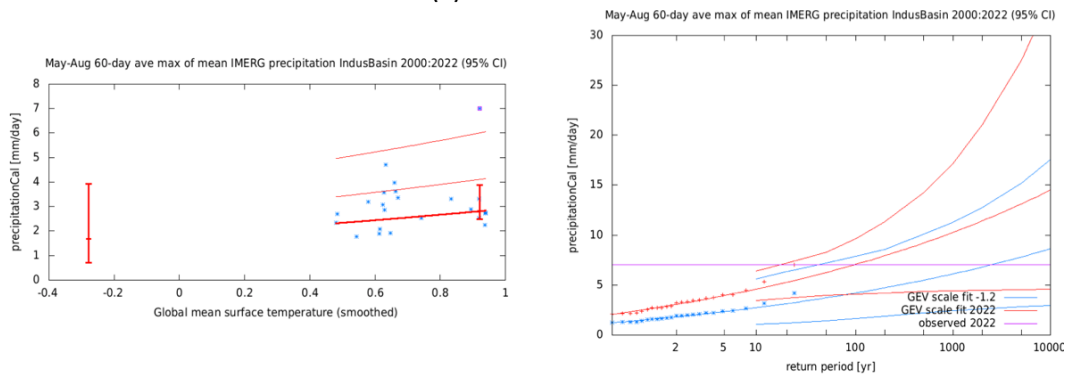 May-Aug 60-day ave max of mean IMERG precipitation IndusBasin 2000:2022 (95% CI)
8
7
6
5
4
3
2
1
0
precipitationCal [mm/day]
-0.4 -0.2 0 0.2 0.4 0.6 0.8 1
Global mean surface temperature (smoothed)
May-Aug 60-day ave max of mean IMERG precipitation IndusBasin 2000:2022 (95% CI)
30
25
20
15
10
5
0
precipitationCal [mm/day]
GEV scale fit -1.2
GEV scale fit 2022
observed 2022
2 5 10 100 1000 10000
return period [yr]